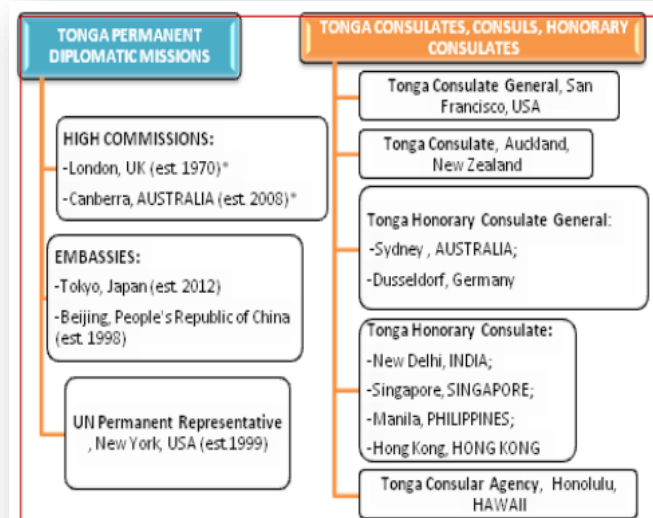 TONGA PERMANENT
DIPLOMATIC MISSIONS
HIGH COMMISSIONS:
-London, UK (est. 1970)*
-Canberra, AUSTRALIA (est. 2008)*
EMBASSIES:
-Tokyo, Japan (est. 2012)
-Beijing, People's Republic of China
(est. 1998)
UN Permanent Representative
, New York, USA (est.1999)
TONGA CONSULATES, CONSULS, HONORARY
CONSULATES
Tonga Consulate General, San
Francisco, USA
Tonga Consulate, Auckland,
New Zealand
Tonga Honorary Consulate General:
-Sydney , AUSTRALIA;
-Dusseldorf, Germany
Tonga Honorary Consulate:
-New Delhi, INDIA;
-Singapore, SINGAPORE;
-Manila, PHILIPPINES;
-Hong Kong, HONG KONG
Tonga Consular Agency, Honolulu,
HAWAII